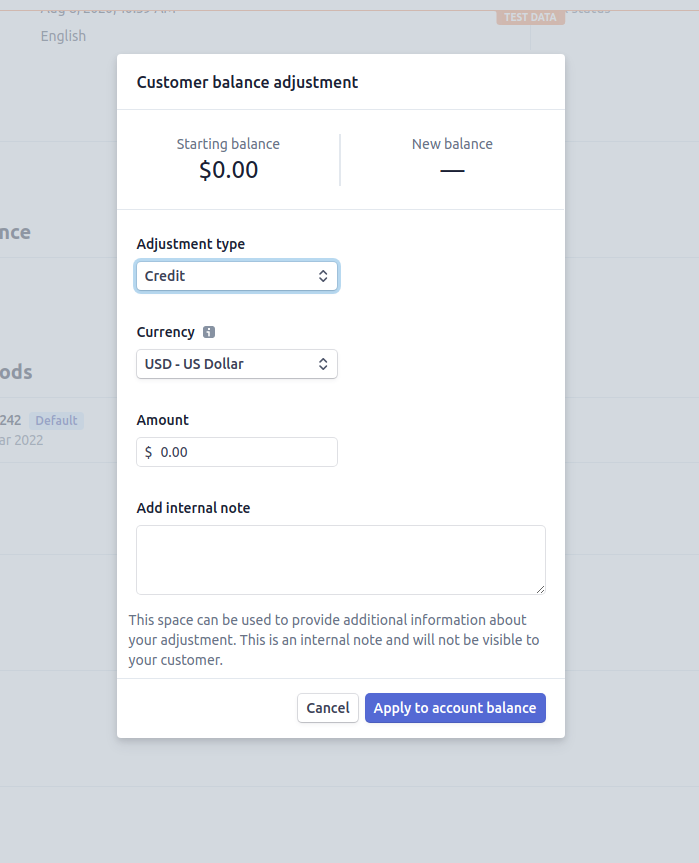 TEST DATA
English
Customer balance adjustment
Starting balance
New balance
$0.00
—
Adjustment type
Credit
Currency
USD - US Dollar
Amount
$ 0.00
Add internal note
This space can be used to provide additional information about
your adjustment. This is an internal note and will not be visible to
your customer.
Cancel
Apply to account balance
nce
ods
242 Default
ar 2022